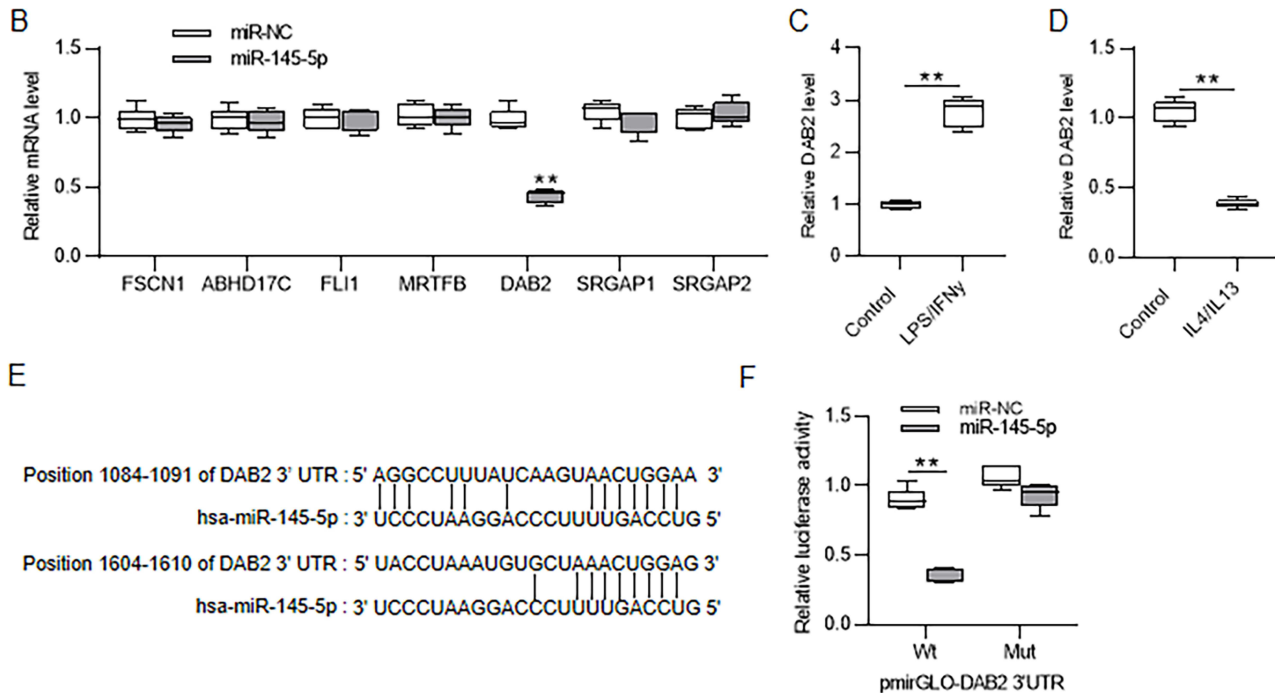 B
miR-NC
miR-145-5p
Relative mRNA level
1.5
1.0
0.5
0.0
FSCN1 ABHD17C FLI1 MRTFB DAB2 SRGAP1 SRGAP2
**
C
Relative DAB2 level
4
3
2
1
0
**
Control
LPS/IFNy
D
Relative DAB2 level
1.5
1.0
0.5
0.0
**
Control
IL4/IL13
E
Position 1084-1091 of DAB2 3' UTR : 5' AGGCCUUUAUCAAGUAACUGGAA 3'
hsa-miR-145-5p : 3' UCCCUAAGGACCCUUUUGACCUG 5'
Position 1604-1610 of DAB2 3' UTR : 5' UACCUAAAUGUGCUAAACUGGAG 3'
hsa-miR-145-5p : 3' UCCCUAAGGACCCUUUUGACCUG 5'
F
miR-NC
miR-145-5p
Relative luciferase activity
1.5
1.0
0.5
0.0
**
Wt Mut
pmirGLO-DAB2 3'UTR